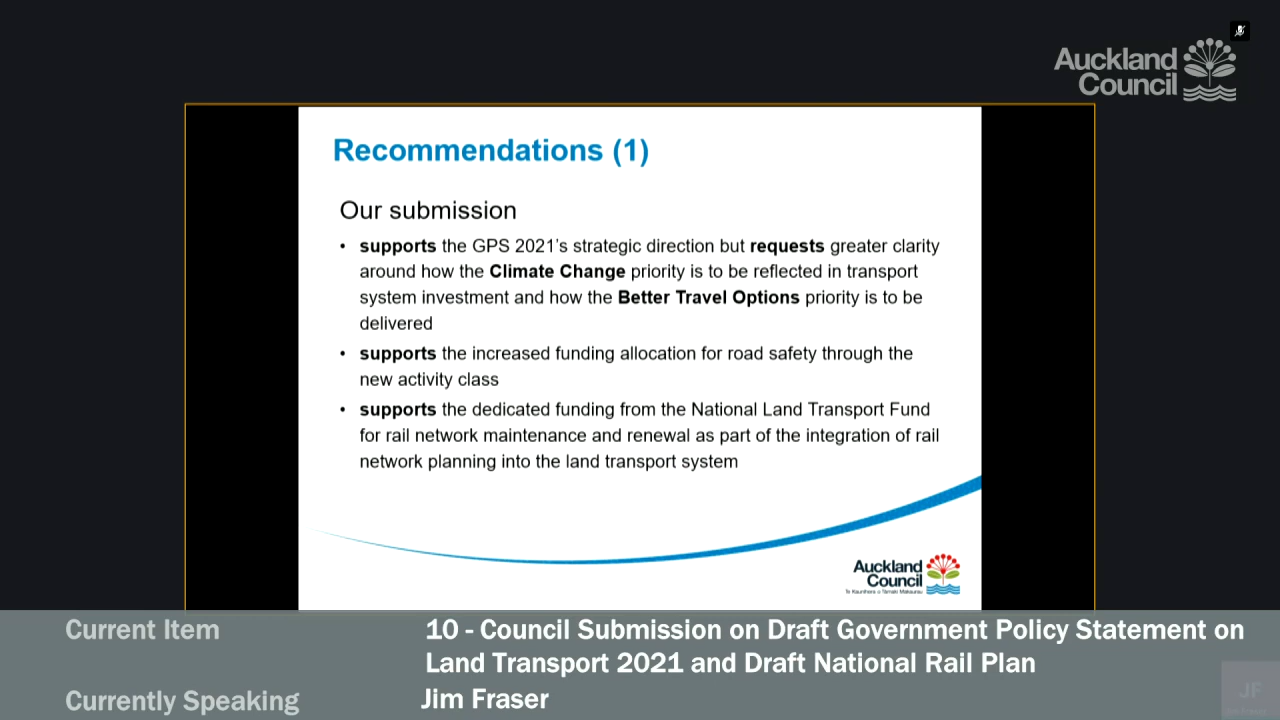 Auckland
Council
Recommendations (1)
Our submission
• supports the GPS 2021's strategic direction but requests greater clarity
around how the Climate Change priority is to be reflected in transport
system investment and how the Better Travel Options priority is to be
delivered
• supports the increased funding allocation for road safety through the
new activity class
• supports the dedicated funding from the National Land Transport Fund
for rail network maintenance and renewal as part of the integration of rail
network planning into the land transport system
Auckland
Council
Te Kaunihera o Tāmaki Makaurau
Current Item
10 - Council Submission on Draft Government Policy Statement on
Land Transport 2021 and Draft National Rail Plan
Currently Speaking
Jim Fraser
JF